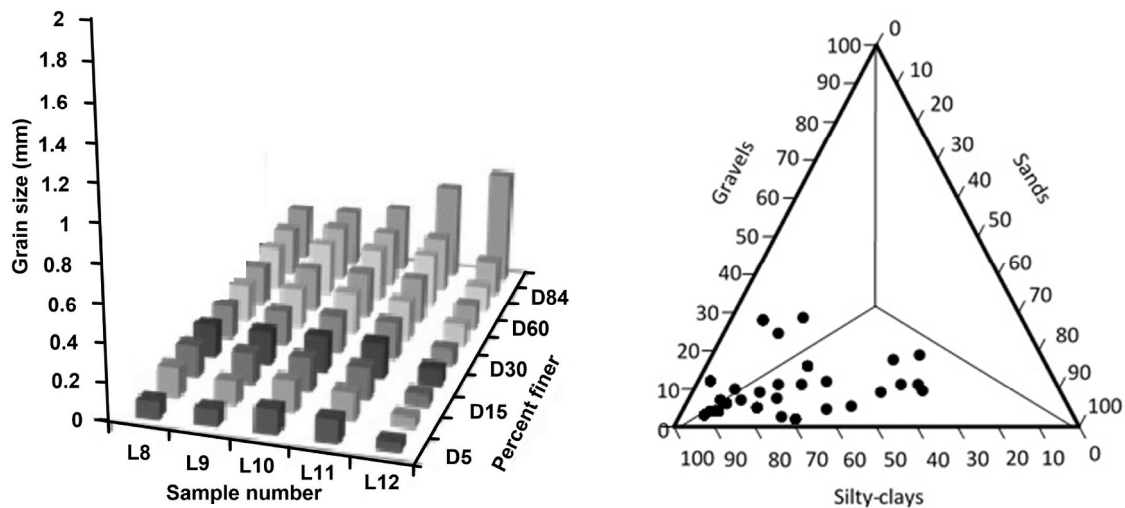 2
1.8
1.6
1.4
1.2
1
0.8
0.6
0.4
0.2
0
Grain size (mm)
L8
L9
L10
L11
L12
Sample number
D5
D15
D30
D60
D84
Percent finer
100
90
80
70
60
50
40
30
20
10
0
Gravels
0
10
20
30
40
50
60
70
80
90
100
Sands
100 90 80 70 60 50 40 30 20 10 0
Silty-clays